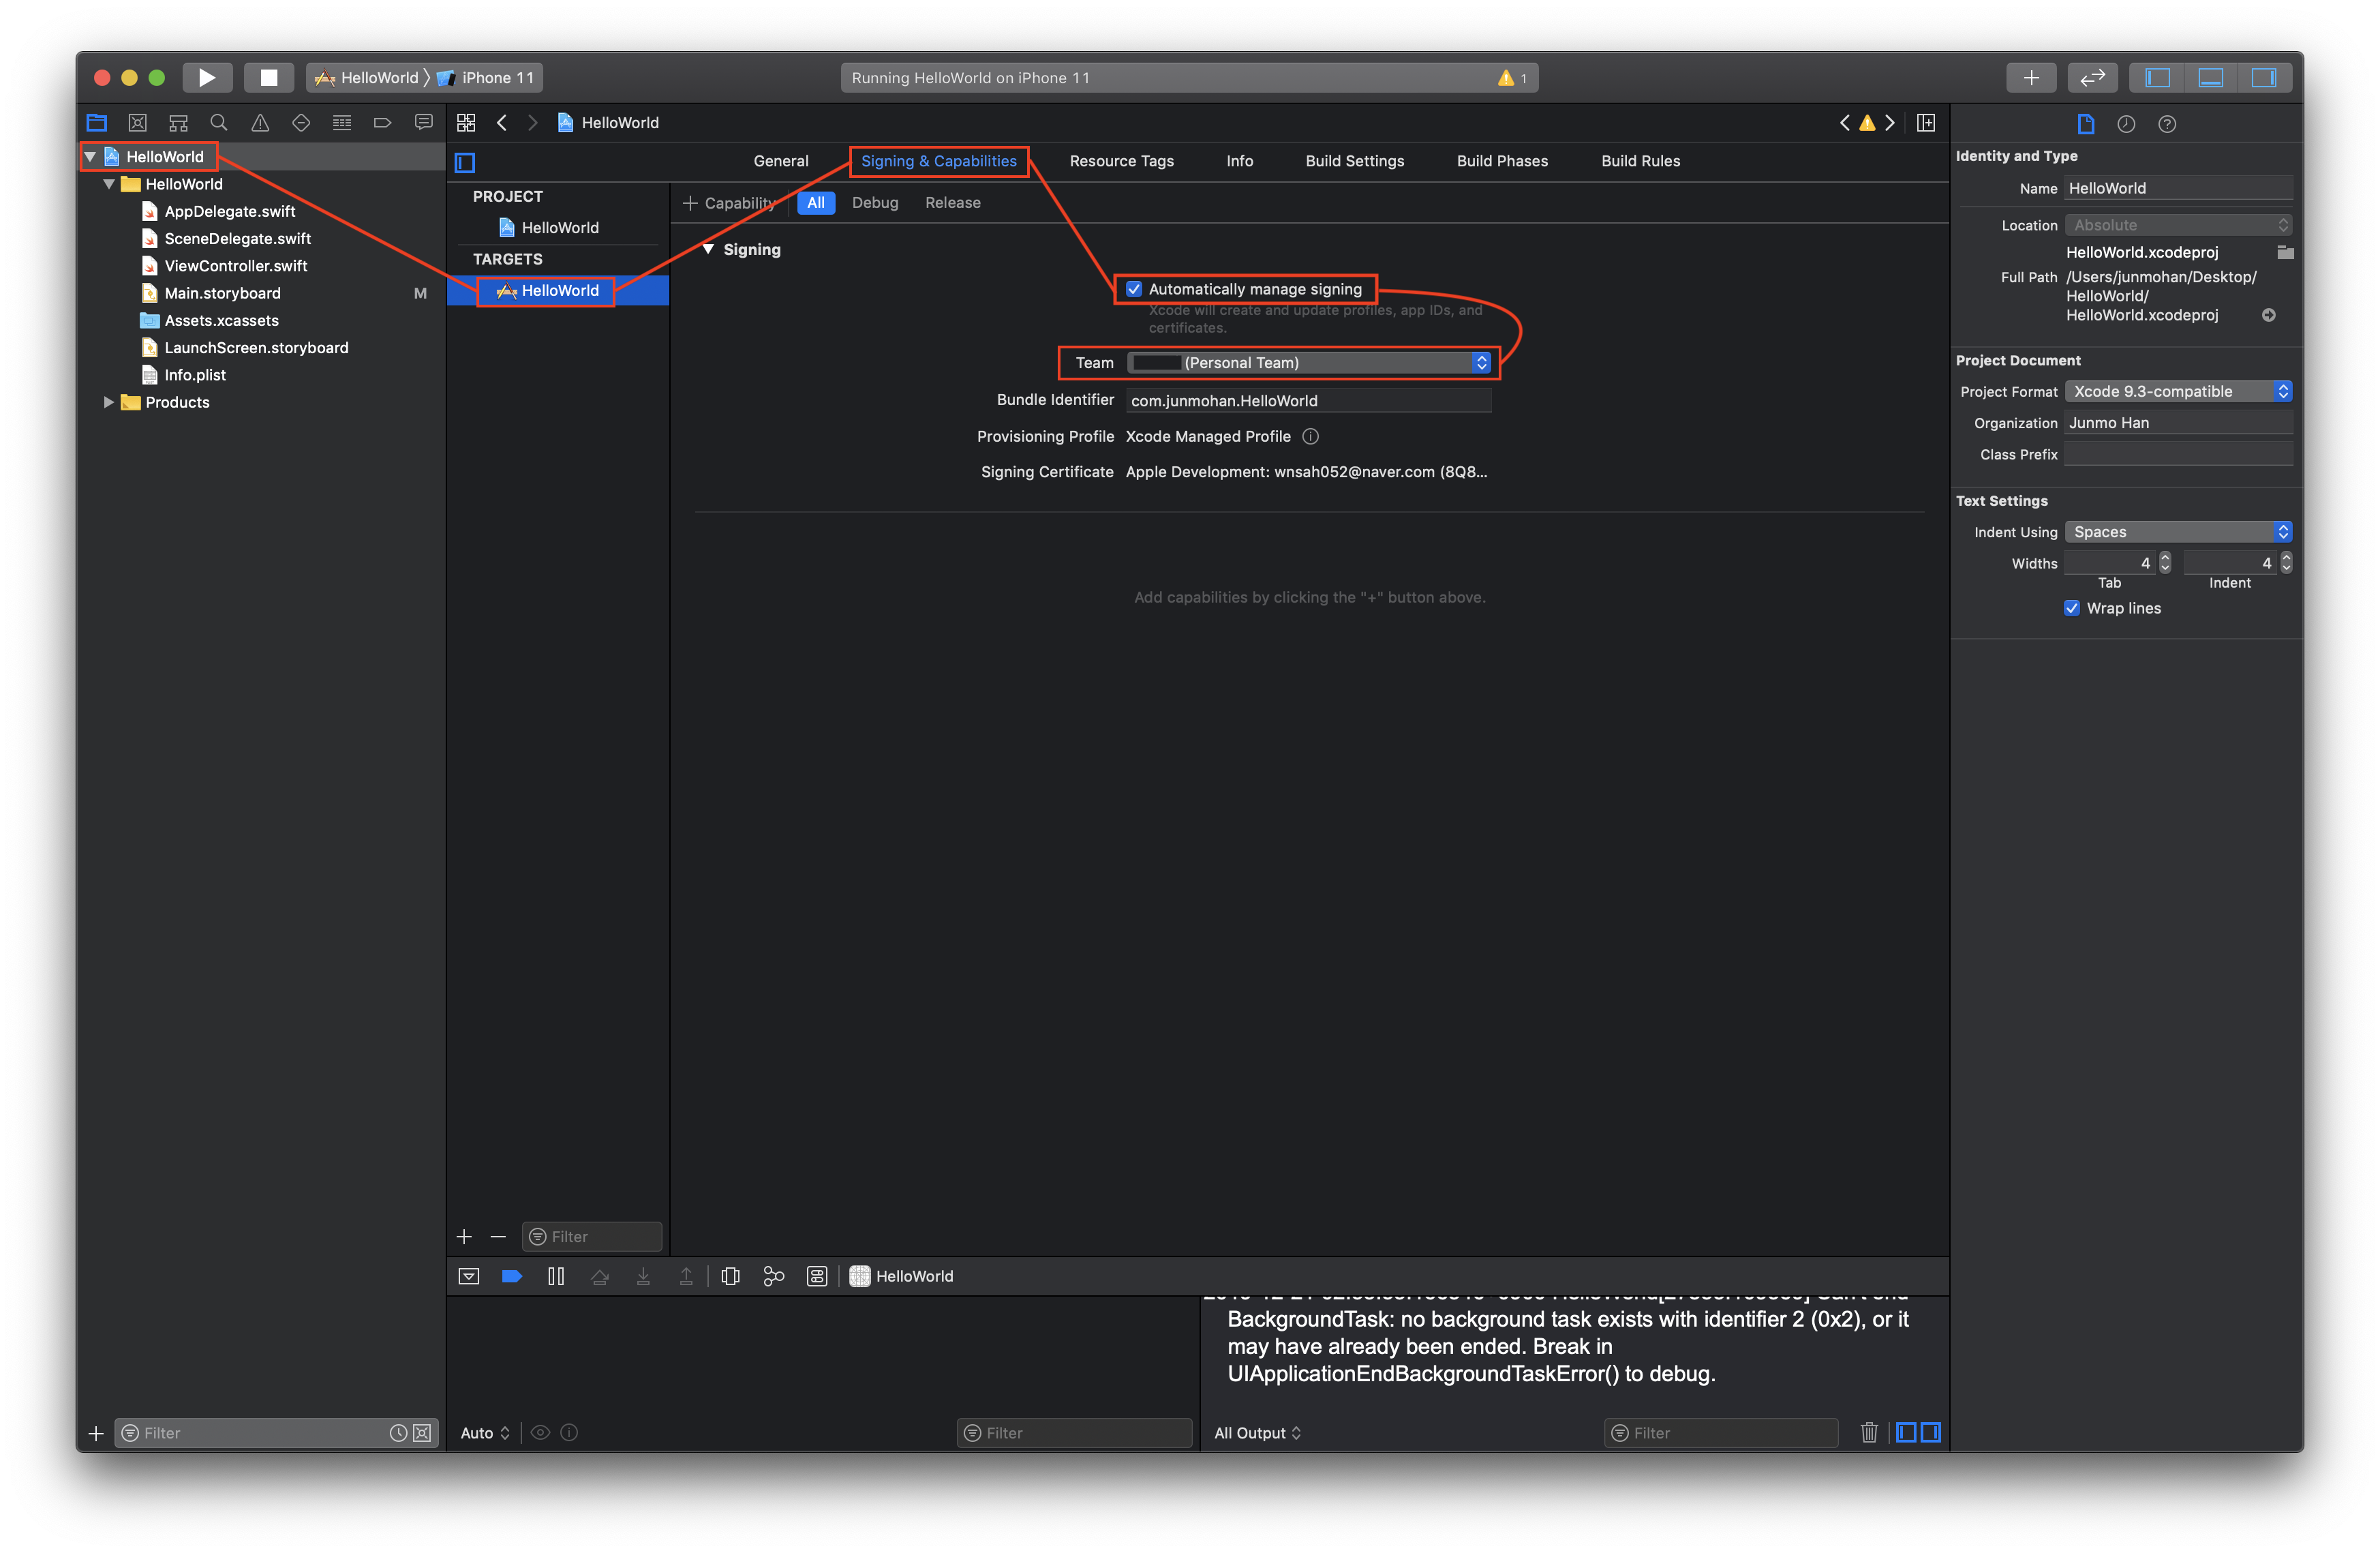 HelloWorld 〉 iPhone 11
Running HelloWorld on iPhone 11
1
HelloWorld
HelloWorld
AppDelegate.swift
SceneDelegate.swift
ViewController.swift
Main.storyboard M
Assets.xcassets
LaunchScreen.storyboard
Info.plist
Products
Filter
HelloWorld
General Signing & Capabilities Resource Tags Info Build Settings Build Phases Build Rules
PROJECT
HelloWorld
TARGETS
HelloWorld
Filter
+ Capability All Debug Release
Signing
Automatically manage signing
Xcode will create and update profiles, app IDs, and
certificates.
Team (Personal Team)
Bundle Identifier com.junmohan.HelloWorld
Provisioning Profile Xcode Managed Profile
Signing Certificate Apple Development: wnsah052@naver.com (8Q8...
Add capabilities by clicking the "+" button above.
HelloWorld
BackgroundTask: no background task exists with identifier 2 (0x2), or it
may have already been ended. Break in
UIApplicationEndBackgroundTaskError() to debug.
Auto
Filter
All Output
Filter
Identity and Type
Name HelloWorld
Location Absolute
HelloWorld.xcodeproj
Full Path /Users/junmohan/Desktop/
HelloWorld/
HelloWorld.xcodeproj
Project Document
Project Format Xcode 9.3-compatible
Organization Junmo Han
Class Prefix
Text Settings
Indent Using Spaces
Widths 4 4
Tab Indent
Wrap lines